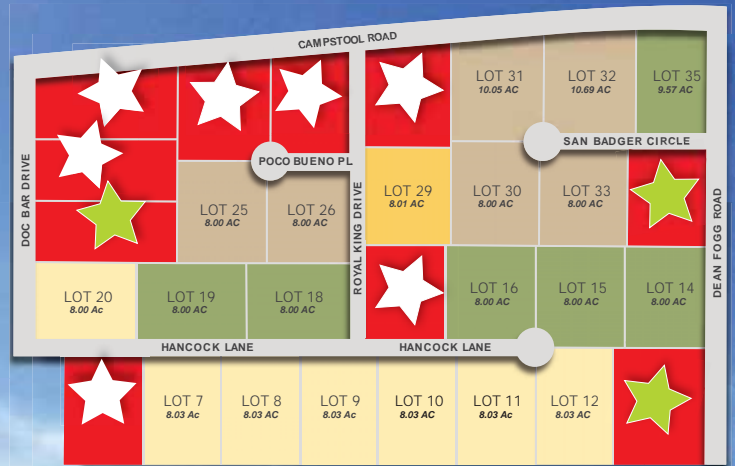 CAMPSTOOL ROAD
LOT 31
10.05 AC
LOT 32
10.69 AC
LOT 35
9.57 AC
SAN BADGER CIRCLE
POCO BUENO PL
DOC BAR DRIVE
ROYAL KING DRIVE
DEAN FOGG ROAD
LOT 25
8.00 AC
LOT 26
8.00 AC
LOT 29
8.01 AC
LOT 30
8.00 AC
LOT 33
8.00 AC
LOT 20
8.00 Ac
LOT 19
8.00 AC
LOT 18
8.00 AC
LOT 16
8.00 AC
LOT 15
8.00 AC
LOT 14
8.00 AC
HANCOCK LANE
HANCOCK LANE
LOT 7
8.03 Ac
LOT 8
8.03 AC
LOT 9
8.03 Ac
LOT 10
8.03 AC
LOT 11
8.03 Ac
LOT 12
8.03 AC